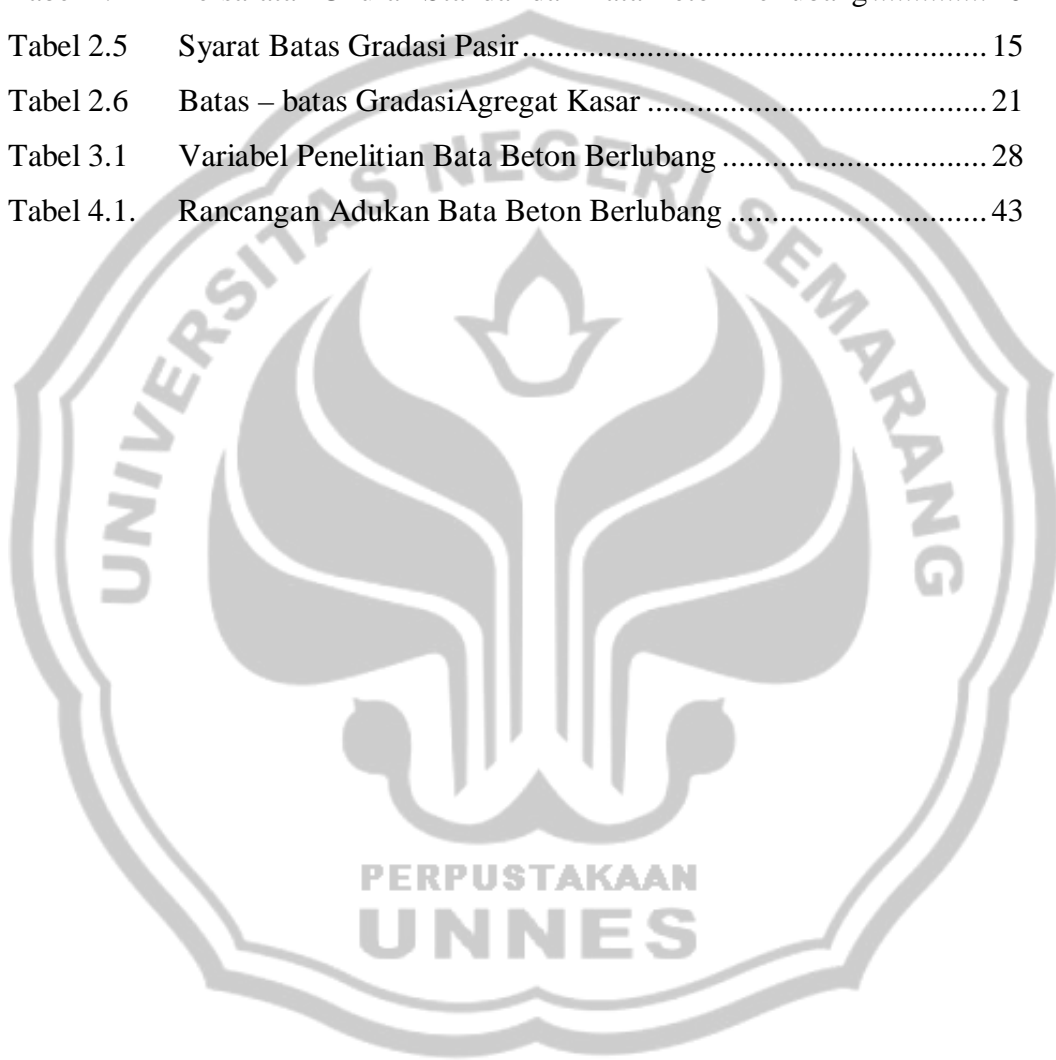 Tabel 2.5 Syarat Batas Gradasi Pasir ................................................ 15
Tabel 2.6 Batas – batas GradasiAgregat Kasar ................................... 21
Tabel 3.1 Variabel Penelitian Bata Beton Berlubang ........................... 28
Tabel 4.1. Rancangan Adukan Bata Beton Berlubang .......................... 43
UNIVERSITAS NEGERI SEMARANG
PERPUSTAKAAN
UNNES